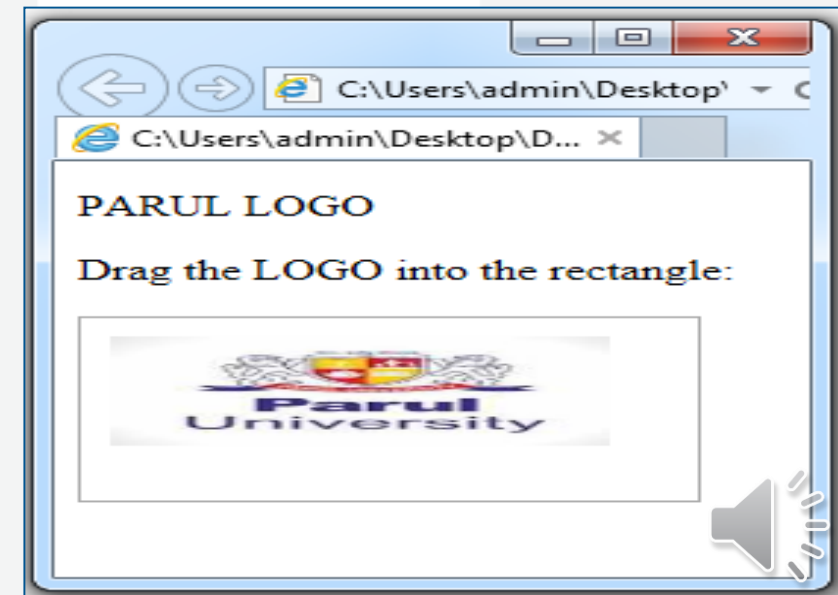 C:\Users\admin\Desktop\
C:\Users\admin\Desktop\D...
PARUL LOGO
Drag the LOGO into the rectangle:
Parul
University